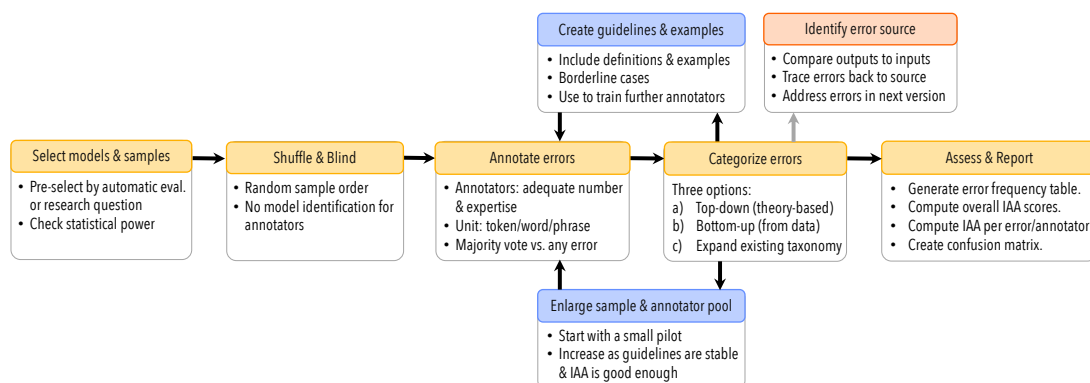 Create guidelines & examples
• Include definitions & examples
• Borderline cases
• Use to train further annotators
Identify error source
• Compare outputs to inputs
• Trace errors back to source
• Address errors in next version
Select models & samples
• Pre-select by automatic eval.
or research question
• Check statistical power
Shuffle & Blind
• Random sample order
• No model identification for
annotators
Annotate errors
• Annotators: adequate number
& expertise
• Unit: token/word/phrase
• Majority vote vs. any error
Categorize errors
Three options:
a) Top-down (theory-based)
b) Bottom-up (from data)
c) Expand existing taxonomy
Assess & Report
• Generate error frequency table.
• Compute overall IAA scores.
• Compute IAA per error/annotator
• Create confusion matrix.
Enlarge sample & annotator pool
• Start with a small pilot
• Increase as guidelines are stable
& IAA is good enough